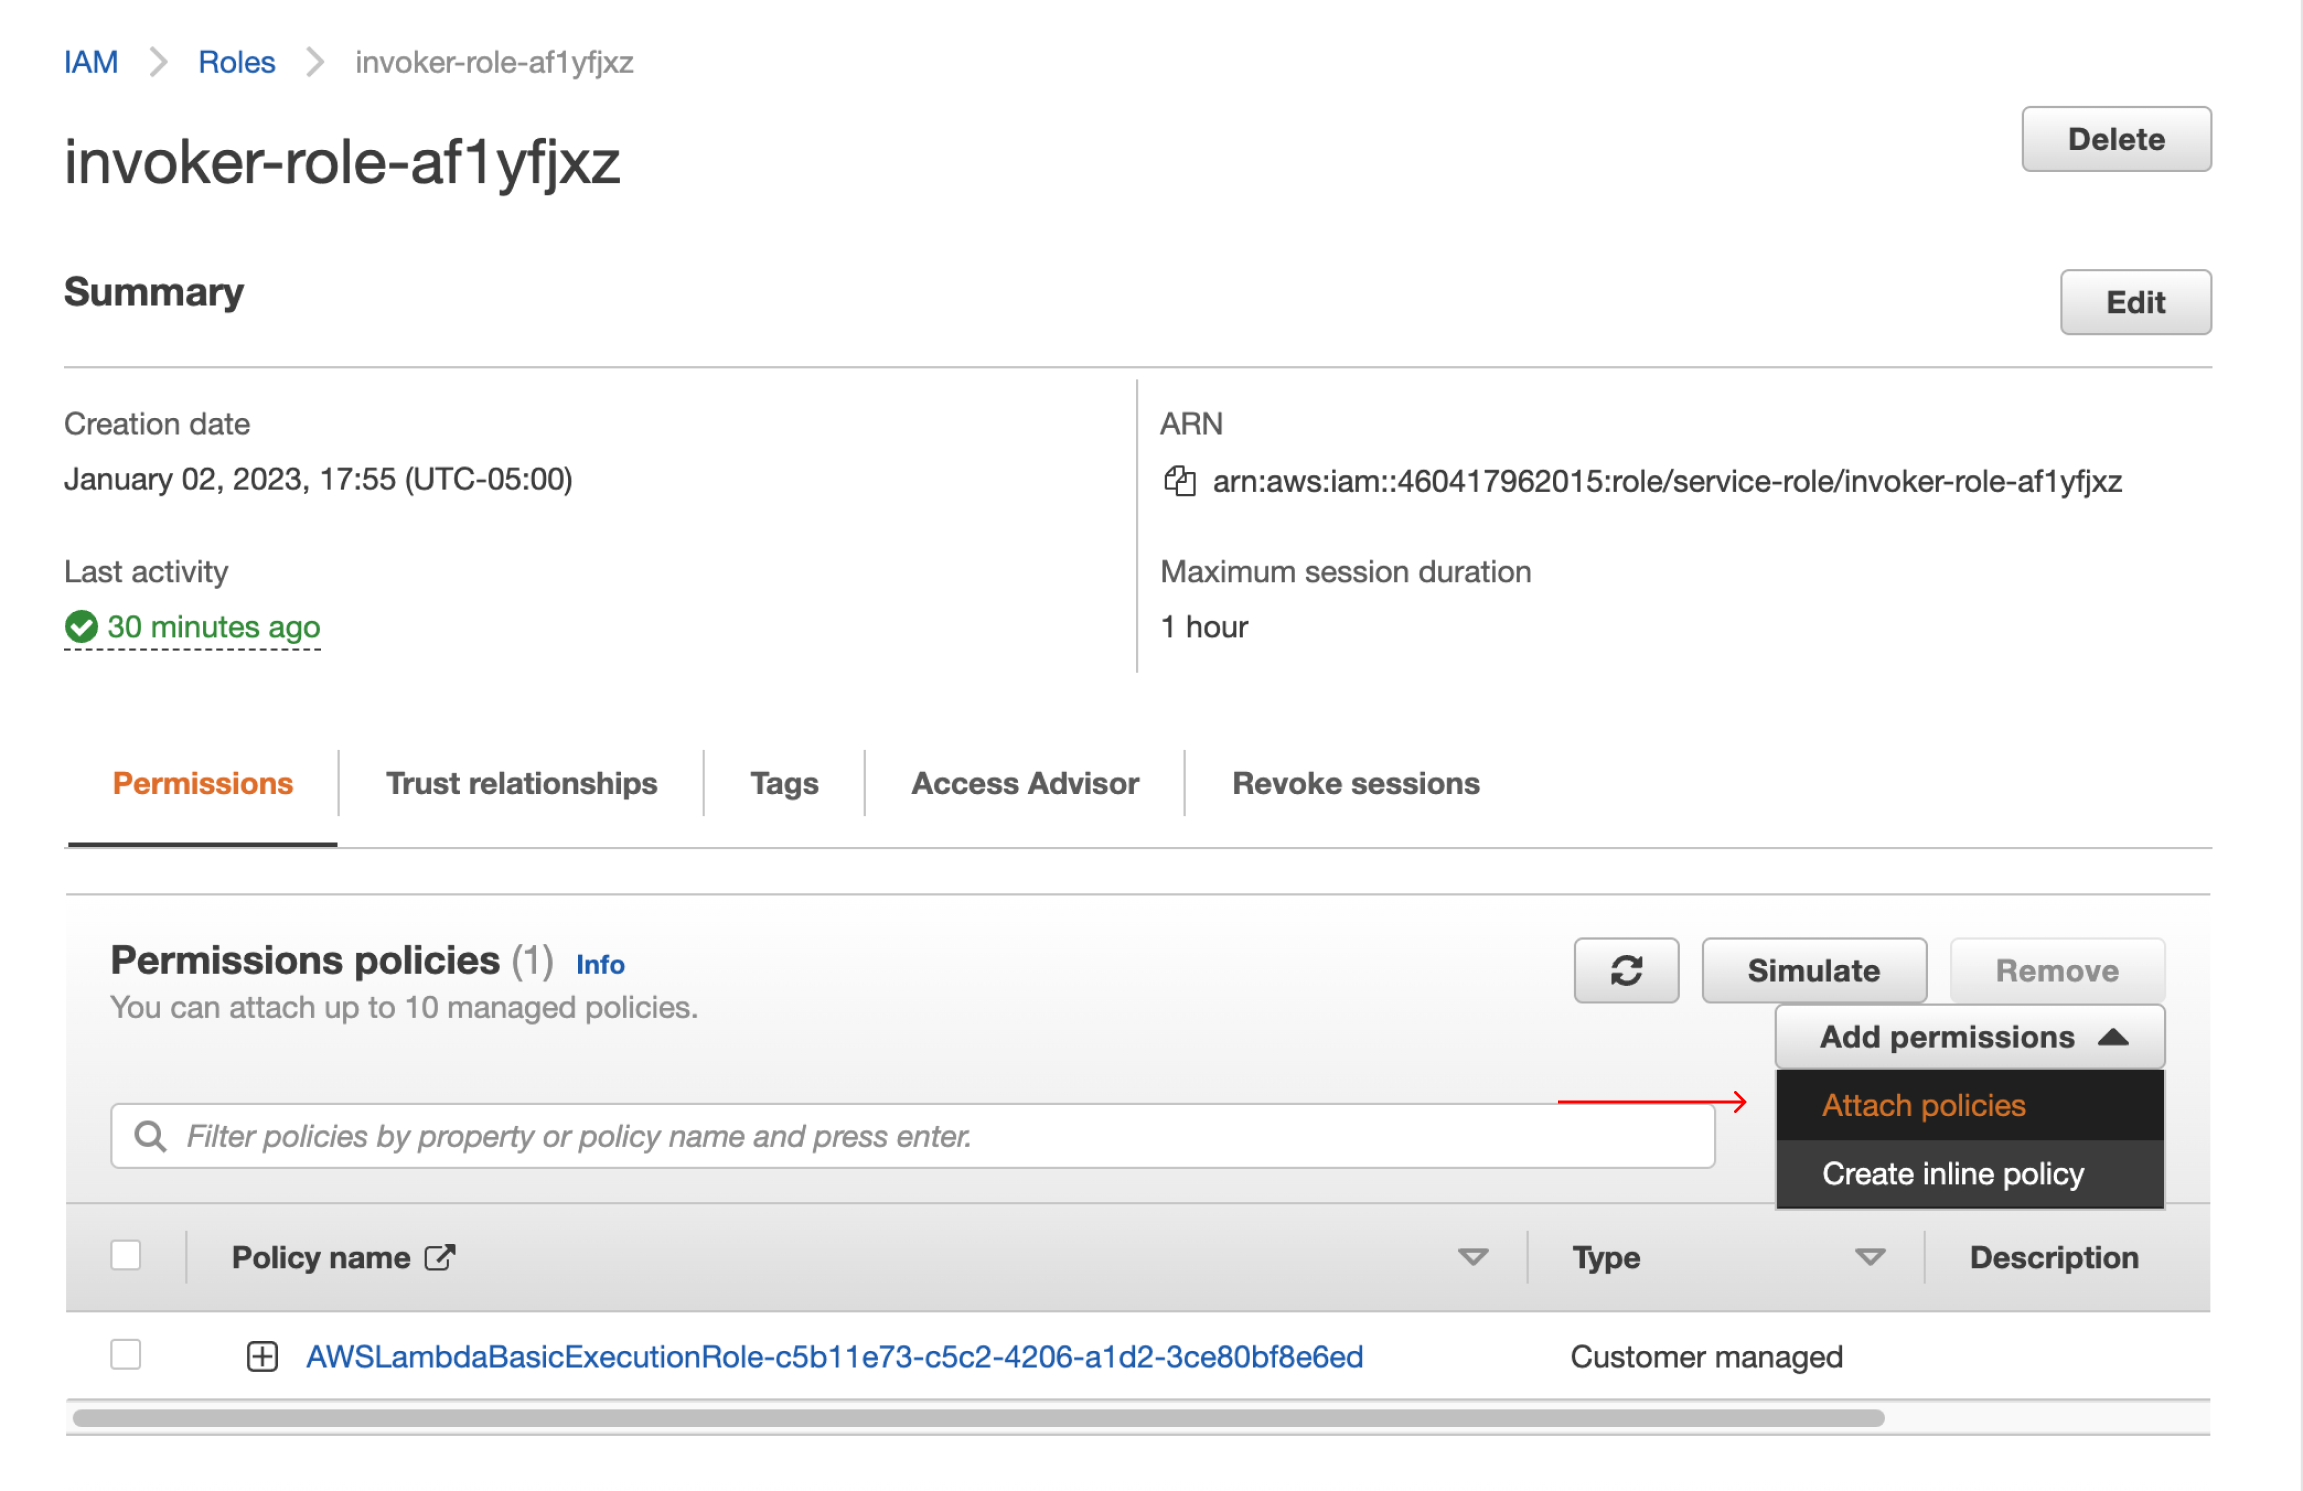 IAM > Roles > invoker-role-af1yfjxz
invoker-role-af1yfjxz
Delete
Summary
Edit
Creation date
January 02, 2023, 17:55 (UTC-05:00)
ARN
arn:aws:iam::460417962015:role/service-role/invoker-role-af1yfjxz
Last activity
30 minutes ago
Maximum session duration
1 hour
Permissions
Trust relationships
Tags
Access Advisor
Revoke sessions
Permissions policies (1) Info
You can attach up to 10 managed policies.
Simulate
Remove
Add permissions
Attach policies
Create inline policy
Filter policies by property or policy name and press enter.
Policy name
Type
Description
AWSLambdaBasicExecutionRole-c5b11e73-c5c2-4206-a1d2-3ce80bf8e6ed
Customer managed